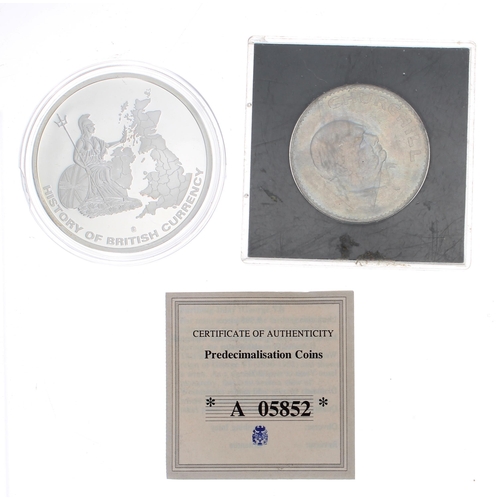 HISTORY OF BRITISH CURRENCY
CERTIFICATE OF AUTHENTICITY
Predecimalisation Coins
* A 05852 *